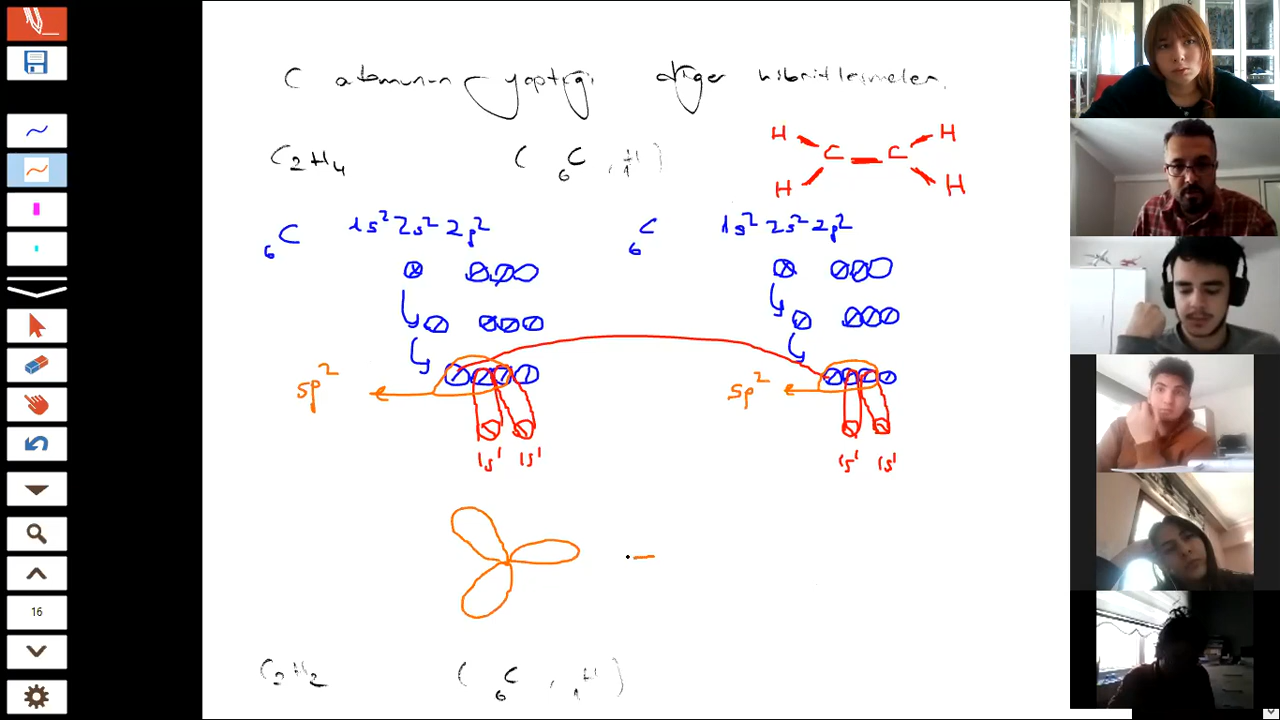 C atomunun yaptığı diğer hibritleşmeler.
C₂H₄ ( ₆C , ₁H )
H H
C C
H H
₆C 1s² 2s² 2p² ₆C 1s² 2s² 2p²
sp² sp²
1s¹ 1s¹ 1s¹ 1s¹
16
C₂H₂ ( ₆C , ₁H )